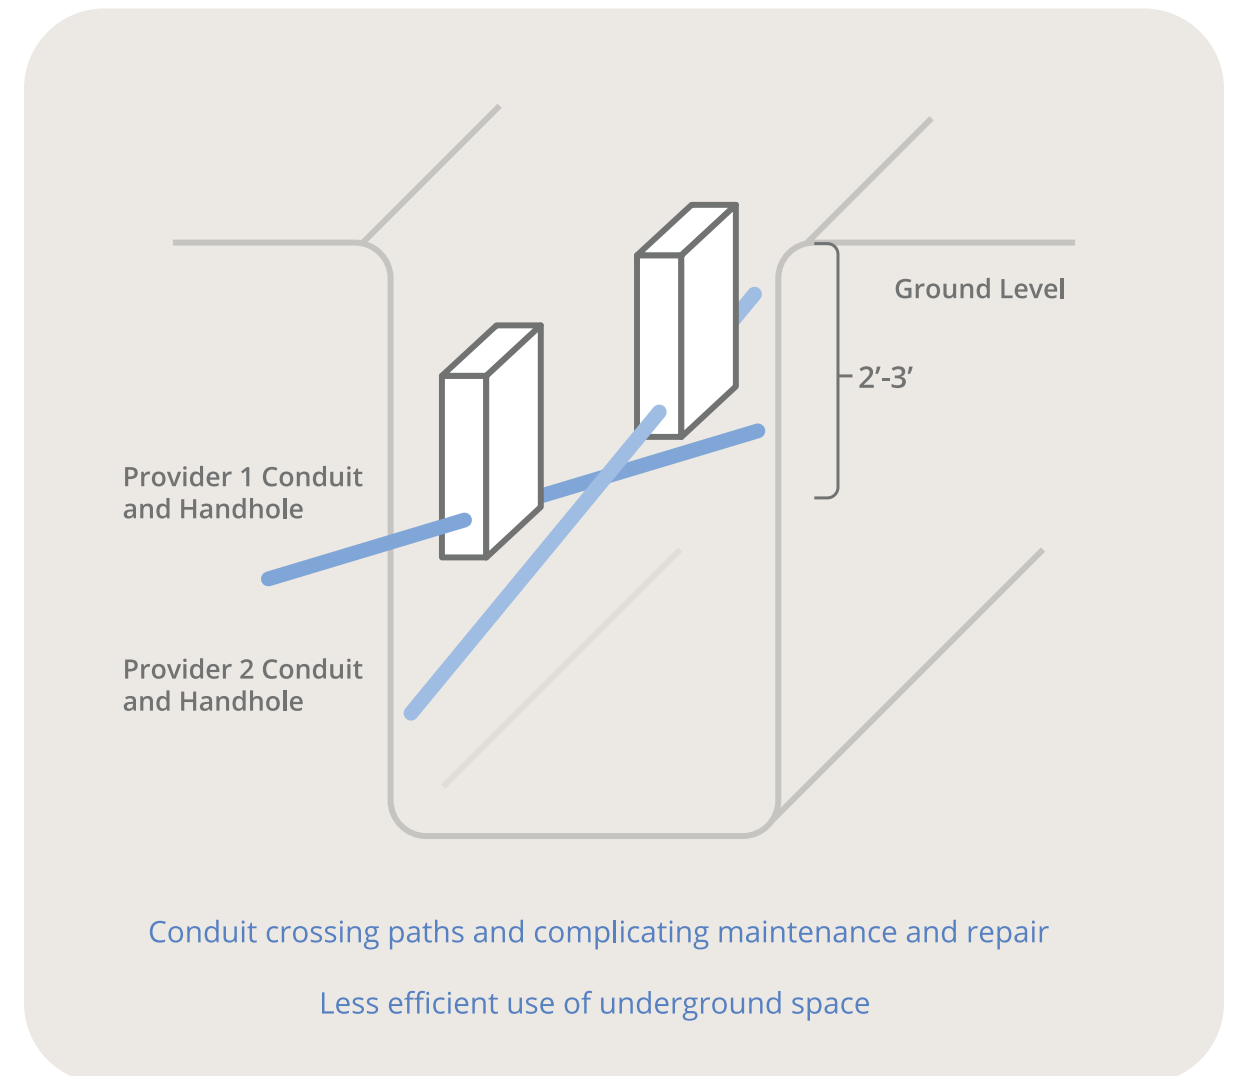 Ground Level
2’-3’
Provider 1 Conduit
and Handhole
Provider 2 Conduit
and Handhole
Conduit crossing paths and complicating maintenance and repair
Less efficient use of underground space